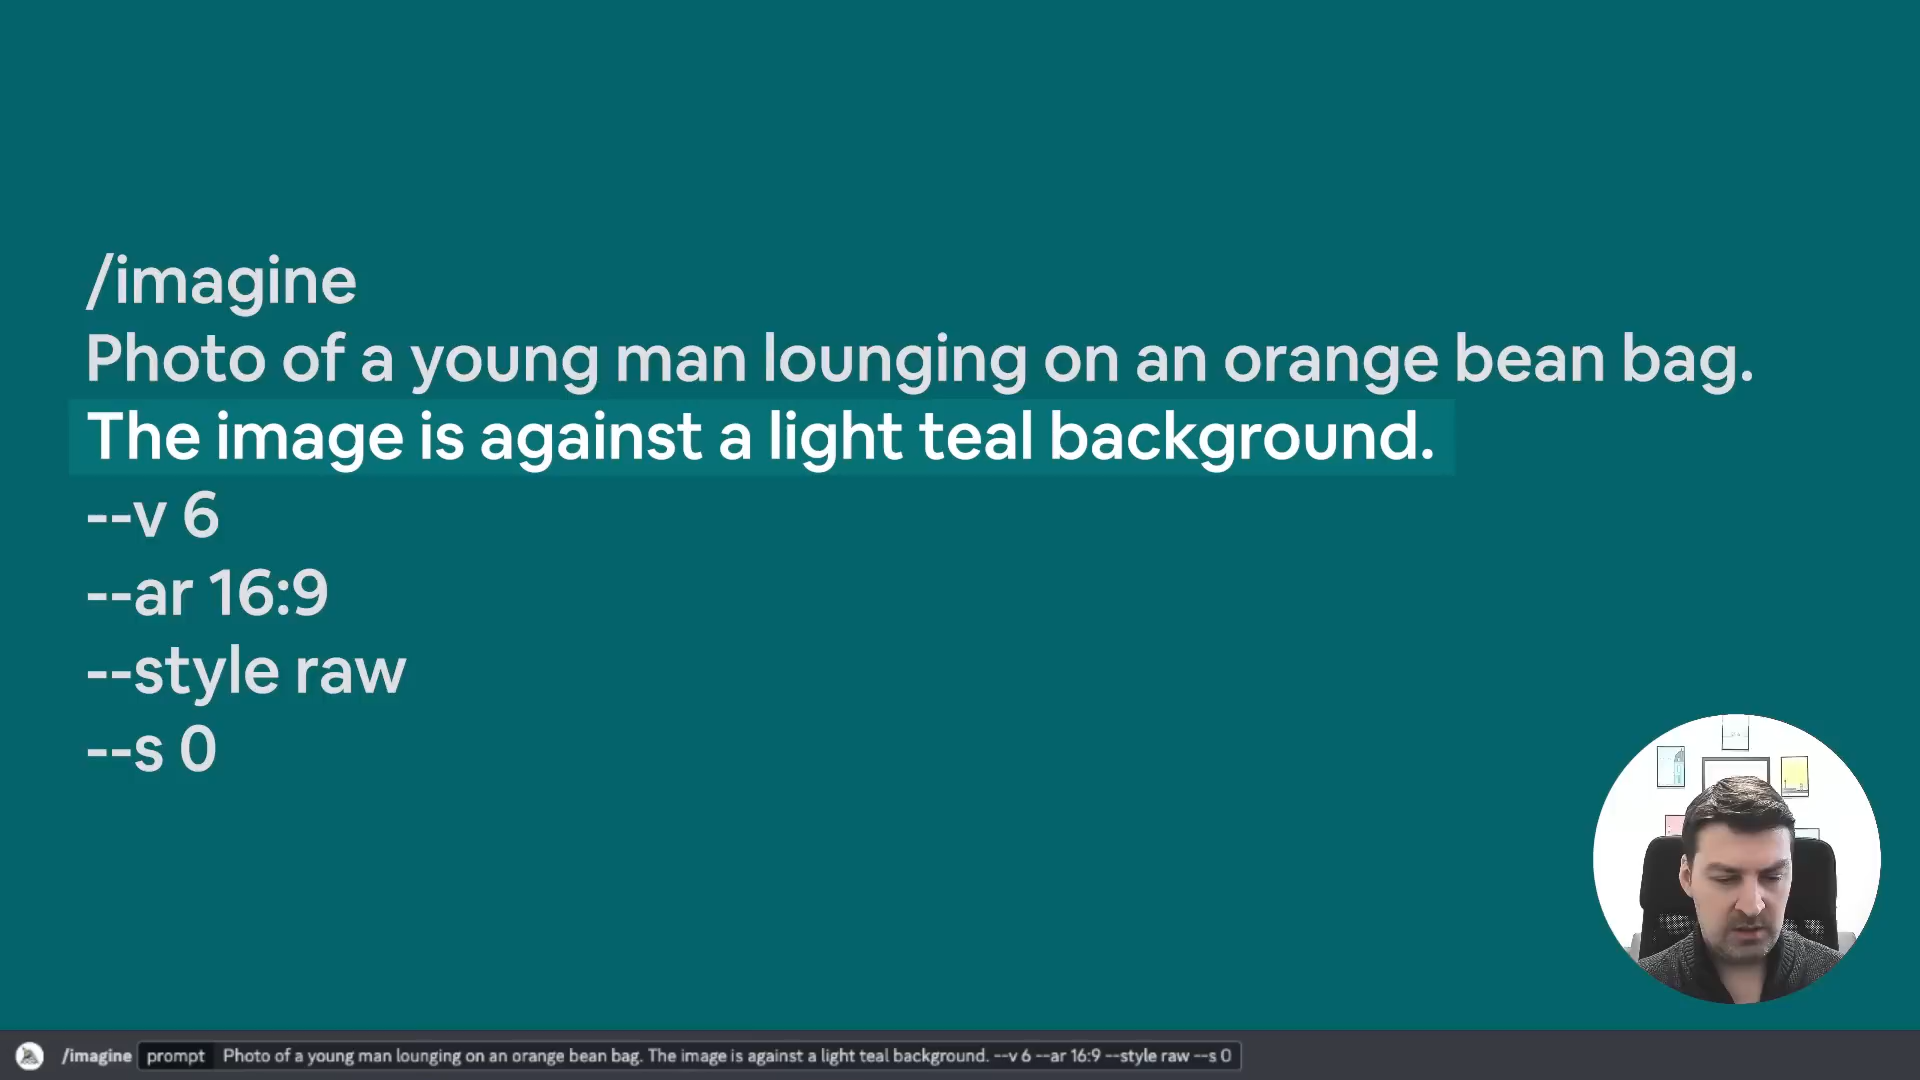 /imagine
Photo of a young man lounging on an orange bean bag.
The image is against a light teal background.
--v 6
--ar 16:9
--style raw
--s 0
/imagine prompt Photo of a young man lounging on an orange bean bag. The image is against a light teal background. --v 6 --ar 16:9 --style raw --s 0